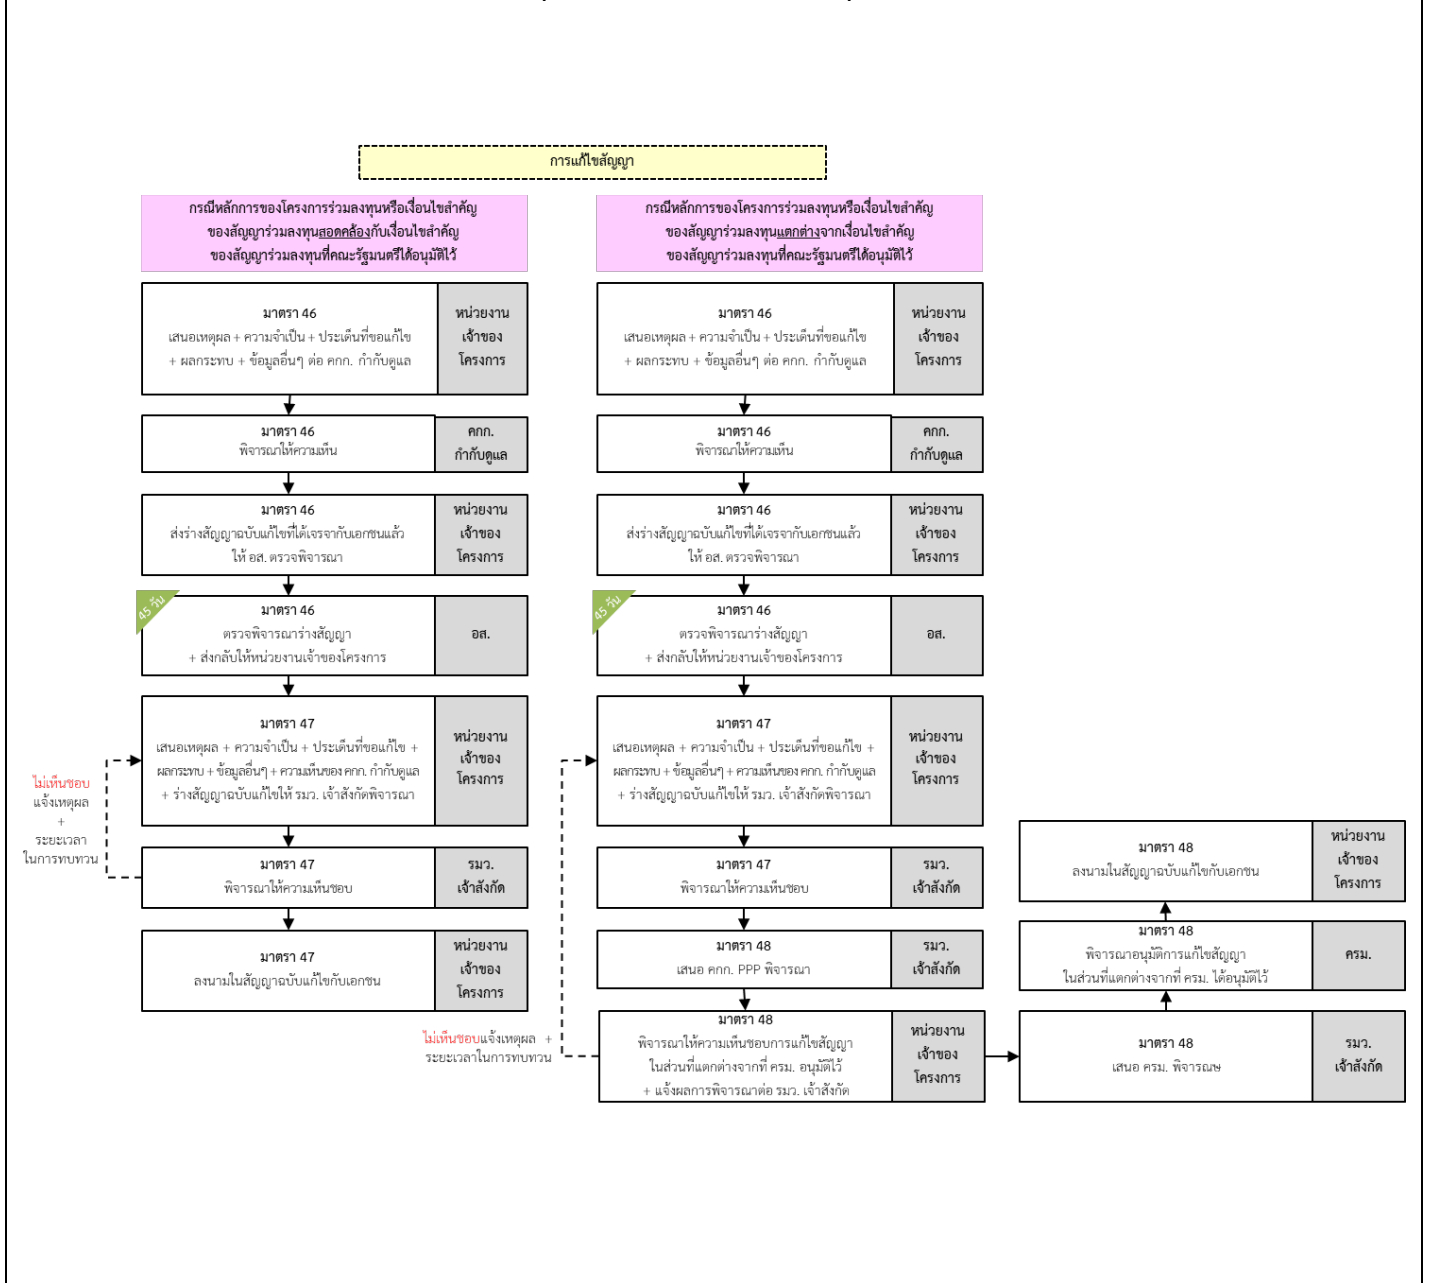 การแก้ไขสัญญา
กรณีหลักการของโครงการร่วมลงทุนหรือเงื่อนไขสำคัญ
ของสัญญาร่วมลงทุนสอดคล้องกับเงื่อนไขสำคัญ
ของสัญญาร่วมลงทุนที่คณะรัฐมนตรีได้อนุมัติไว้
มาตรา 46
เสนอเหตุผล + ความจำเป็น + ประเด็นที่ขอแก้ไข
+ ผลกระทบ + ข้อมูลอื่นๆ ต่อ คกก. กำกับดูแล
หน่วยงาน
เจ้าของ
โครงการ
มาตรา 46
พิจารณาให้ความเห็น
คกก.
กำกับดูแล
มาตรา 46
ส่งร่างสัญญาฉบับแก้ไขที่ได้เจรจากับเอกชนแล้ว
ให้ อส. ตรวจพิจารณา
หน่วยงาน
เจ้าของ
โครงการ
45 วัน
มาตรา 46
ตรวจพิจารณาร่างสัญญา
+ ส่งกลับให้หน่วยงานเจ้าของโครงการ
อส.
มาตรา 47
เสนอเหตุผล + ความจำเป็น + ประเด็นที่ขอแก้ไข +
ผลกระทบ + ข้อมูลอื่นๆ + ความเห็นของ คกก. กำกับดูแล
+ ร่างสัญญาฉบับแก้ไขให้ รมว. เจ้าสังกัดพิจารณา
หน่วยงาน
เจ้าของ
โครงการ
ไม่เห็นชอบ
แจ้งเหตุผล
+
ระยะเวลา
ในการทบทวน
มาตรา 47
พิจารณาให้ความเห็นชอบ
รมว.
เจ้าสังกัด
มาตรา 47
ลงนามในสัญญาฉบับแก้ไขกับเอกชน
หน่วยงาน
เจ้าของ
โครงการ
กรณีหลักการของโครงการร่วมลงทุนหรือเงื่อนไขสำคัญ
ของสัญญาร่วมลงทุนแตกต่างจากเงื่อนไขสำคัญ
ของสัญญาร่วมลงทุนที่คณะรัฐมนตรีได้อนุมัติไว้
มาตรา 46
เสนอเหตุผล + ความจำเป็น + ประเด็นที่ขอแก้ไข
+ ผลกระทบ + ข้อมูลอื่นๆ ต่อ คกก. กำกับดูแล
หน่วยงาน
เจ้าของ
โครงการ
มาตรา 46
พิจารณาให้ความเห็น
คกก.
กำกับดูแล
มาตรา 46
ส่งร่างสัญญาฉบับแก้ไขที่ได้เจรจากับเอกชนแล้ว
ให้ อส. ตรวจพิจารณา
หน่วยงาน
เจ้าของ
โครงการ
45 วัน
มาตรา 46
ตรวจพิจารณาร่างสัญญา
+ ส่งกลับให้หน่วยงานเจ้าของโครงการ
อส.
มาตรา 47
เสนอเหตุผล + ความจำเป็น + ประเด็นที่ขอแก้ไข +
ผลกระทบ + ข้อมูลอื่นๆ + ความเห็นของ คกก. กำกับดูแล
+ ร่างสัญญาฉบับแก้ไขให้ รมว. เจ้าสังกัดพิจารณา
หน่วยงาน
เจ้าของ
โครงการ
มาตรา 47
พิจารณาให้ความเห็นชอบ
รมว.
เจ้าสังกัด
มาตรา 48
เสนอ คกก. PPP พิจารณา
รมว.
เจ้าสังกัด
ไม่เห็นชอบแจ้งเหตุผล +
ระยะเวลาในการทบทวน
มาตรา 48
พิจารณาให้ความเห็นชอบการแก้ไขสัญญา
ในส่วนที่แตกต่างจากที่ ครม. อนุมัติไว้
+ แจ้งผลการพิจารณาต่อ รมว. เจ้าสังกัด
หน่วยงาน
เจ้าของ
โครงการ
มาตรา 48
เสนอ ครม. พิจารณษ
รมว.
เจ้าสังกัด
มาตรา 48
พิจารณาอนุมัติการแก้ไขสัญญา
ในส่วนที่แตกต่างจากที่ ครม. ได้อนุมัติไว้
ครม.
มาตรา 48
ลงนามในสัญญาฉบับแก้ไขกับเอกชน
หน่วยงาน
เจ้าของ
โครงการ